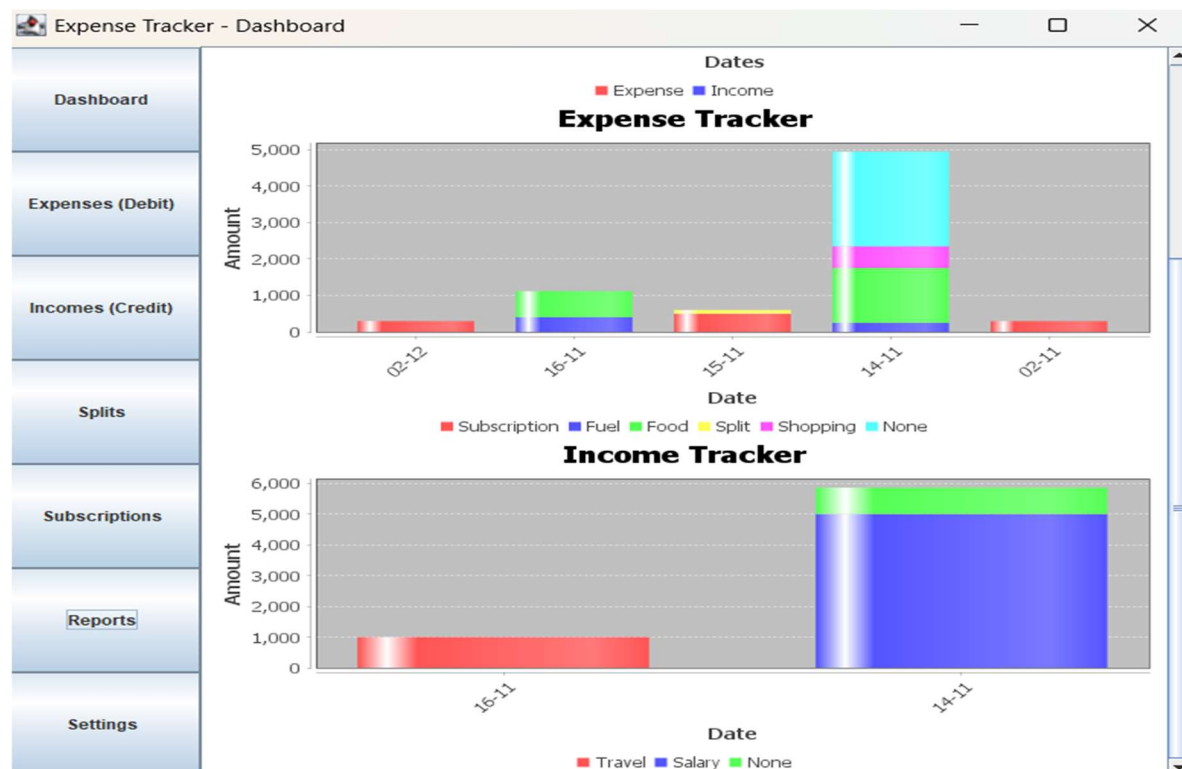 Expense Tracker - Dashboard
Dashboard
Expenses (Debit)
Incomes (Credit)
Splits
Subscriptions
Reports
Settings
Dates
Expense Income
Expense Tracker
Amount
5,000
4,000
3,000
2,000
1,000
0
02-12 16-11 15-11 14-11 02-11
Date
Subscription Fuel Food Split Shopping None
Income Tracker
Amount
6,000
5,000
4,000
3,000
2,000
1,000
0
16-11 14-11
Date
Travel Salary None